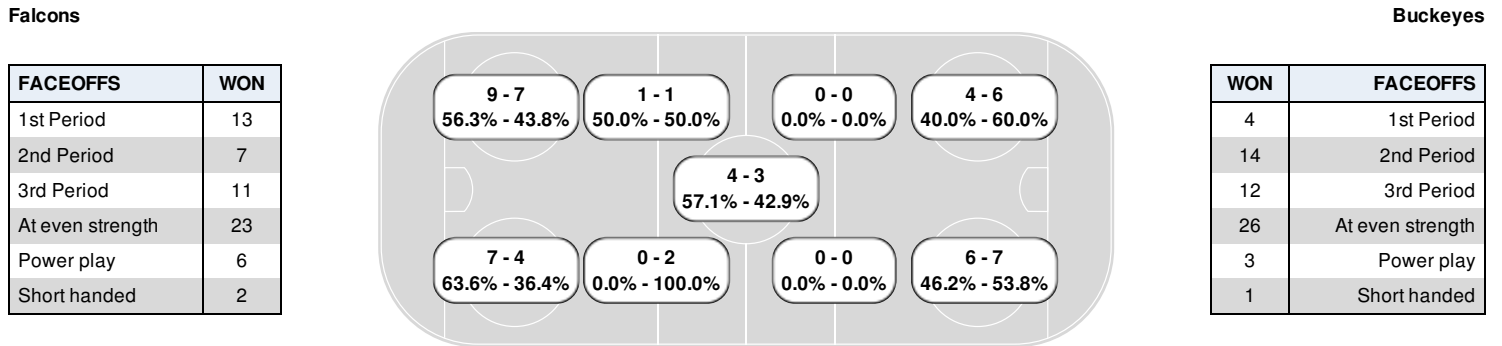 Falcons
Buckeyes
FACEOFFS WON
1st Period 13
2nd Period 7
3rd Period 11
At even strength 23
Power play 6
Short handed 2
9 - 7
56.3% - 43.8%
1 - 1
50.0% - 50.0%
0 - 0
0.0% - 0.0%
4 - 6
40.0% - 60.0%
4 - 3
57.1% - 42.9%
7 - 4
63.6% - 36.4%
0 - 2
0.0% - 100.0%
0 - 0
0.0% - 0.0%
6 - 7
46.2% - 53.8%
WON FACEOFFS
4 1st Period
14 2nd Period
12 3rd Period
26 At even strength
3 Power play
1 Short handed